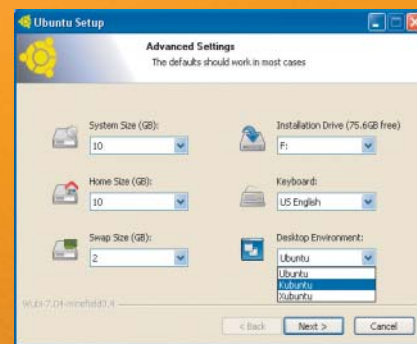 Ubuntu Setup
Advanced Settings
The defaults should work in most cases
System Size (GB):
10
Installation Drive (75.6GB free)
F:
Home Size (GB):
10
Keyboard:
US English
Swap Size (GB):
2
Desktop Environment:
Ubuntu
Ubuntu
Kubuntu
Xubuntu
< Back
Next >
Cancel